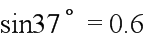 sin37° = 0.6